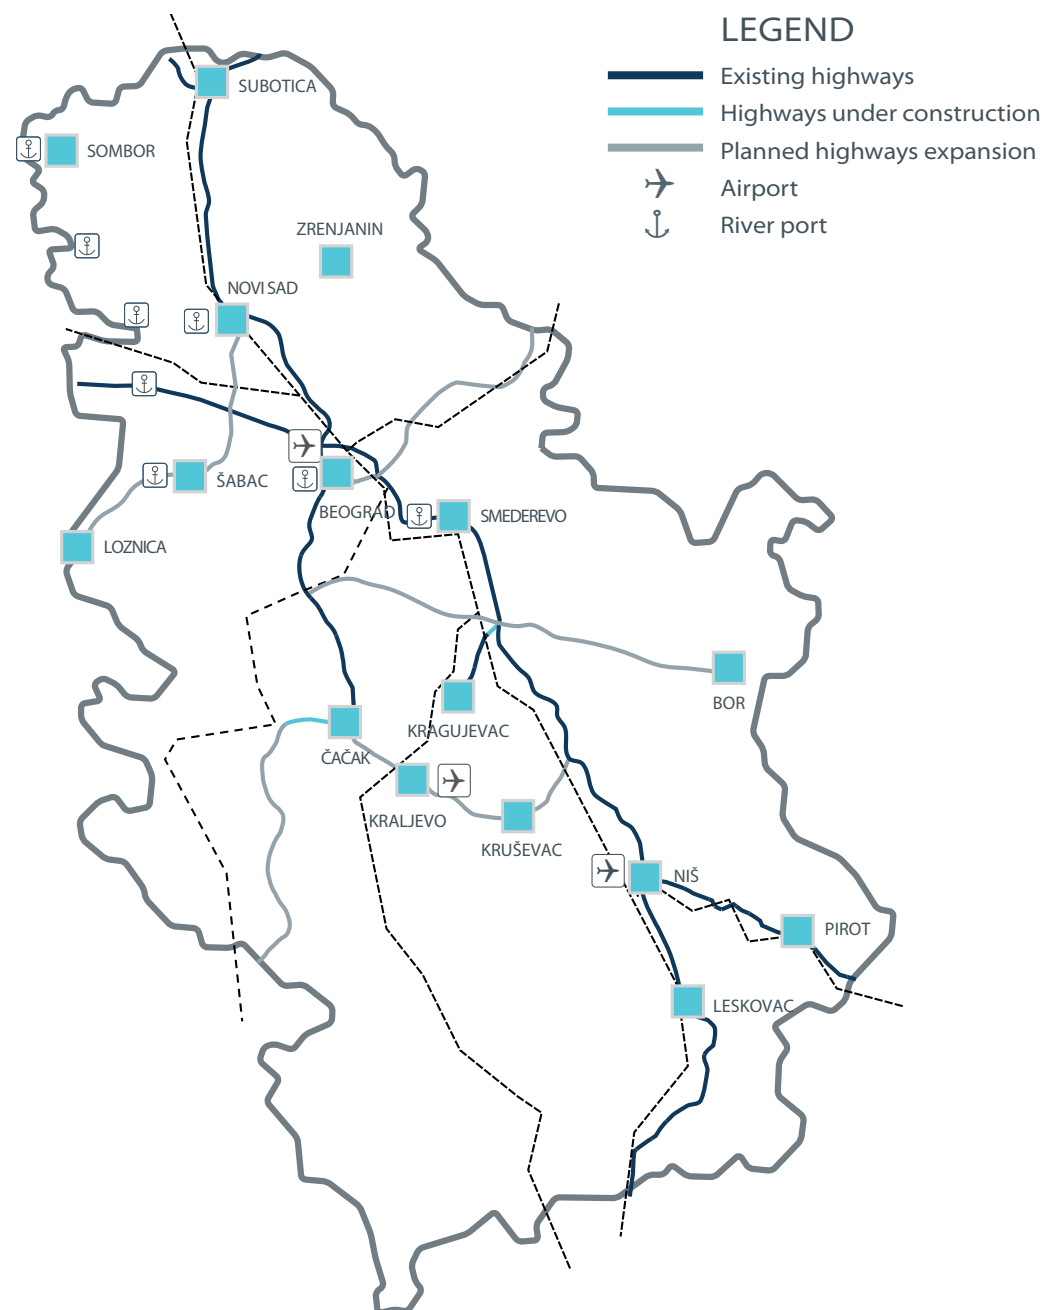 LEGEND
Existing highways
Highways under construction
Planned highways expansion
Airport
River port
SUBOTICA
SOMBOR
ZRENJANIN
NOVI SAD
ŠABAC
BEOGRAD
SMEDEREVO
LOZNICA
BOR
KRAGUJEVAC
ČAČAK
KRALJEVO
KRUŠEVAC
NIŠ
PIROT
LESKOVAC